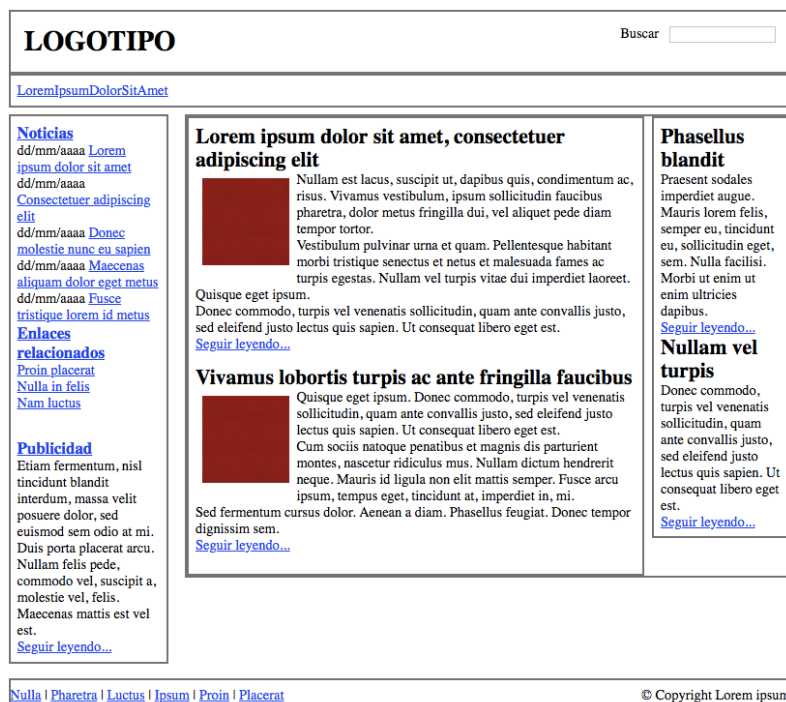 LOGOTIPO
Buscar
LoremIpsumDolorSitAmet
Noticias
dd/mm/aaaa Lorem
ipsum dolor sit amet
dd/mm/aaaa
Consectetuer adipiscing
elit
dd/mm/aaaa Donec
molestie nunc eu sapien
dd/mm/aaaa Maecenas
aliquam dolor eget metus
dd/mm/aaaa Fusce
tristique lorem id metus
Enlaces
relacionados
Proin placerat
Nulla in felis
Nam luctus
Publicidad
Etiam fermentum, nisl
tincidunt blandit
interdum, massa velit
posuere dolor, sed
euismod sem odio at mi.
Duis porta placerat arcu.
Nullam felis pede,
commodo vel, suscipit a,
molestie vel, felis.
Maecenas mattis est vel
est.
Seguir leyendo...
Lorem ipsum dolor sit amet, consectetuer
adipiscing elit
Nullam est lacus, suscipit ut, dapibus quis, condimentum ac,
risus. Vivamus vestibulum, ipsum sollicitudin faucibus
pharetra, dolor metus fringilla dui, vel aliquet pede diam
tempor tortor.
Vestibulum pulvinar urna et quam. Pellentesque habitant
morbi tristique senectus et netus et malesuada fames ac
turpis egestas. Nullam vel turpis vitae dui imperdiet laoreet.
Quisque eget ipsum.
Donec commodo, turpis vel venenatis sollicitudin, quam ante convallis justo,
sed eleifend justo lectus quis sapien. Ut consequat libero eget est.
Seguir leyendo...
Vivamus lobortis turpis ac ante fringilla faucibus
Quisque eget ipsum. Donec commodo, turpis vel venenatis
sollicitudin, quam ante convallis justo, sed eleifend justo
lectus quis sapien. Ut consequat libero eget est.
Cum sociis natoque penatibus et magnis dis parturient
montes, nascetur ridiculus mus. Nullam dictum hendrerit
neque. Mauris id ligula non elit mattis semper. Fusce arcu
ipsum, tempus eget, tincidunt at, imperdiet in, mi.
Sed fermentum cursus dolor. Aenean a diam. Phasellus feugiat. Donec tempor
dignissim sem.
Seguir leyendo...
Phasellus
blandit
Praesent sodales
imperdiet augue.
Mauris lorem felis,
semper eu, tincidunt
eu, sollicitudin eget,
sem. Nulla facilisi.
Morbi ut enim ut
enim ultricies
dapibus.
Seguir leyendo...
Nullam vel
turpis
Donec commodo,
turpis vel venenatis
sollicitudin, quam
ante convallis justo,
sed eleifend justo
lectus quis sapien. Ut
consequat libero eget
est.
Seguir leyendo...
Nulla | Pharetra | Luctus | Ipsum | Proin | Placerat
© Copyright Lorem ipsum